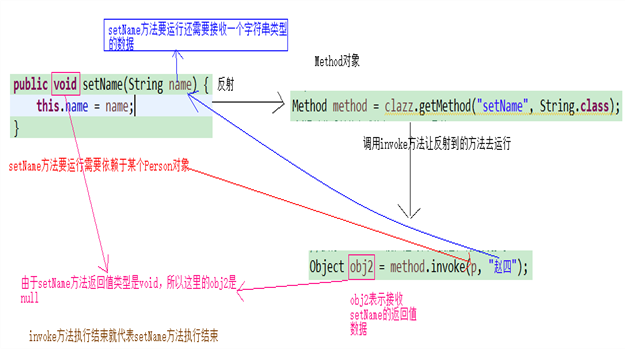 setName方法要运行还需要接收一个字符串类型
的数据
Method对象
public void setName(String name) {
this.name = name;
}
反射
Method method = clazz.getMethod("setName", String.class);
调用invoke方法让反射到的方法去运行
setName方法要运行需要依赖于某个Person对象
Object obj2 = method.invoke(p, "赵四");
由于setName方法返回值类型是void，所以这里的obj2是
null
obj2表示接收
setName的返回值
数据
invoke方法执行结束就代表setName方法执行结束